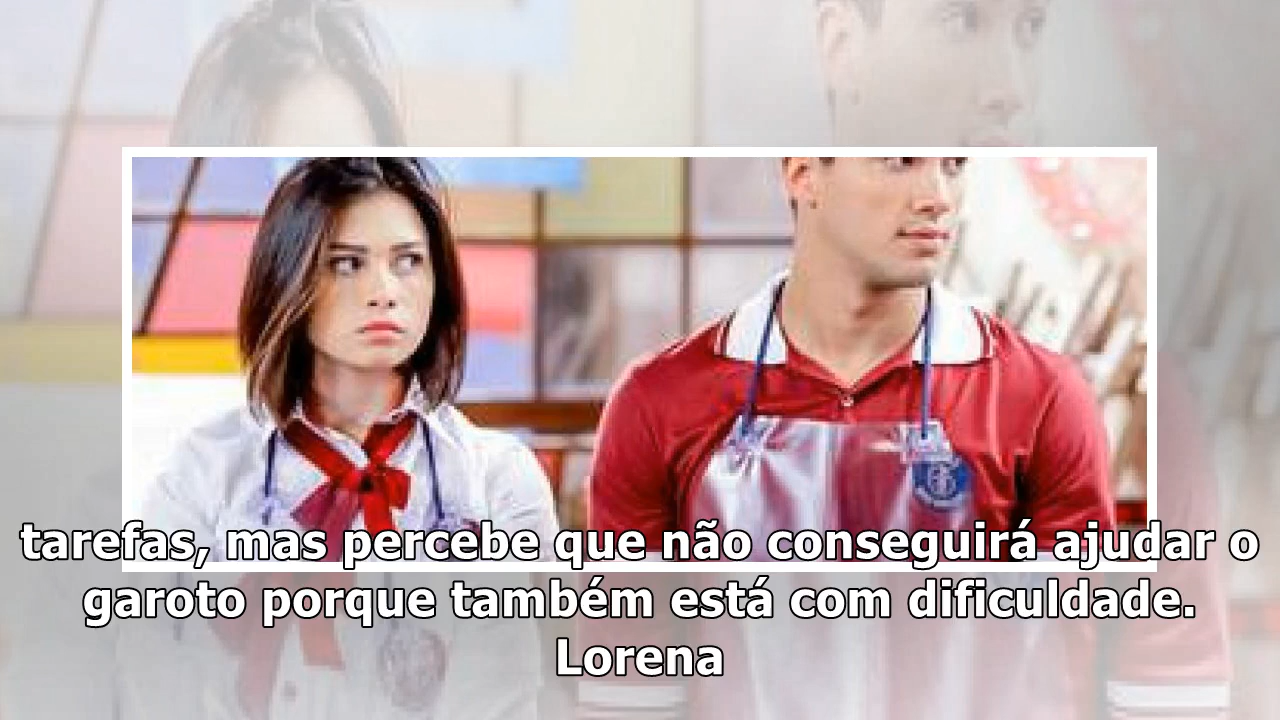 tarefas, mas percebe que não conseguirá ajudar o
garoto porque também está com dificuldade.
Lorena